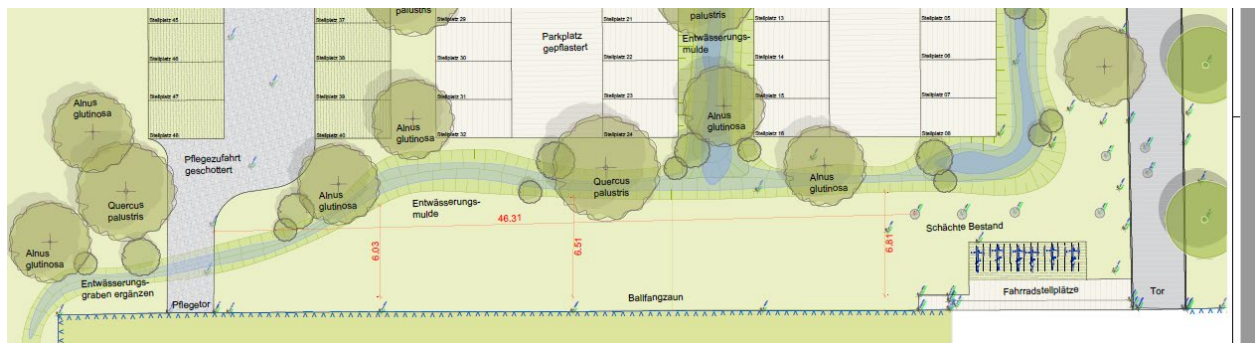 Stellplatz 45
Stellplatz 37
palustris
Stellplatz 29
Stellplatz 21
palustris
Stellplatz 13
Stellplatz 05
Parkplatz
gepflastert
Entwässerungs-
mulde
Stellplatz 46
Stellplatz 38
Stellplatz 30
Stellplatz 22
Stellplatz 14
Stellplatz 06
Stellplatz 47
Stellplatz 39
Stellplatz 31
Stellplatz 23
Stellplatz 15
Stellplatz 07
Alnus
glutinosa
Alnus
glutinosa
Alnus
glutinosa
Stellplatz 48
Stellplatz 40
Stellplatz 32
Stellplatz 24
Stellplatz 16
Stellplatz 08
Pflegezufahrt
geschottert
Quercus
palustris
Alnus
glutinosa
Entwässerungs-
mulde
Quercus
palustris
Alnus
glutinosa
46.31
6.03
6.51
6.81
Schächte Bestand
Alnus
glutinosa
Entwässerungs-
graben ergänzen
Pflegetor
Ballfangzaun
Fahrradstellplätze
Tor